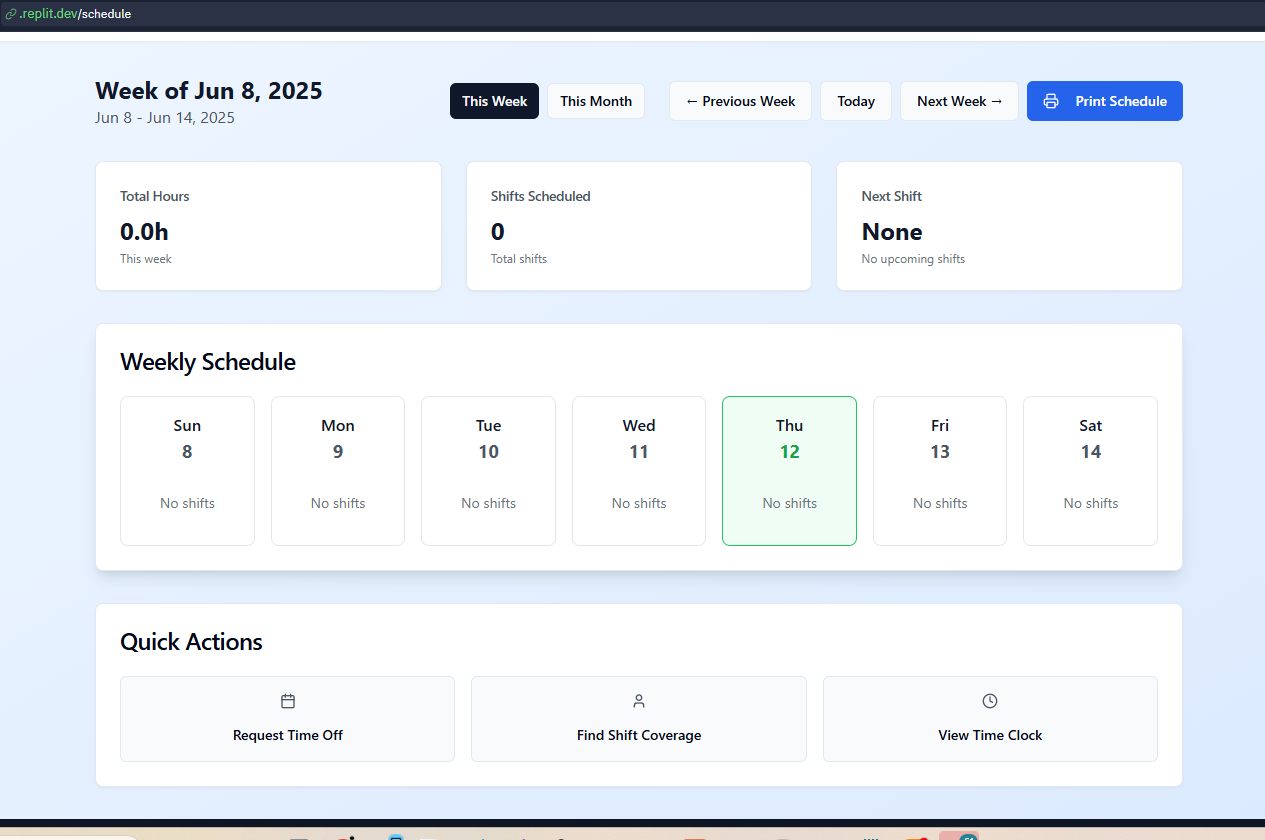 .replit.dev/schedule
Week of Jun 8, 2025
Jun 8 - Jun 14, 2025
This Week
This Month
← Previous Week
Today
Next Week →
Print Schedule
Total Hours
0.0h
This week
Shifts Scheduled
0
Total shifts
Next Shift
None
No upcoming shifts
Weekly Schedule
Sun
8
No shifts
Mon
9
No shifts
Tue
10
No shifts
Wed
11
No shifts
Thu
12
No shifts
Fri
13
No shifts
Sat
14
No shifts
Quick Actions
Request Time Off
Find Shift Coverage
View Time Clock